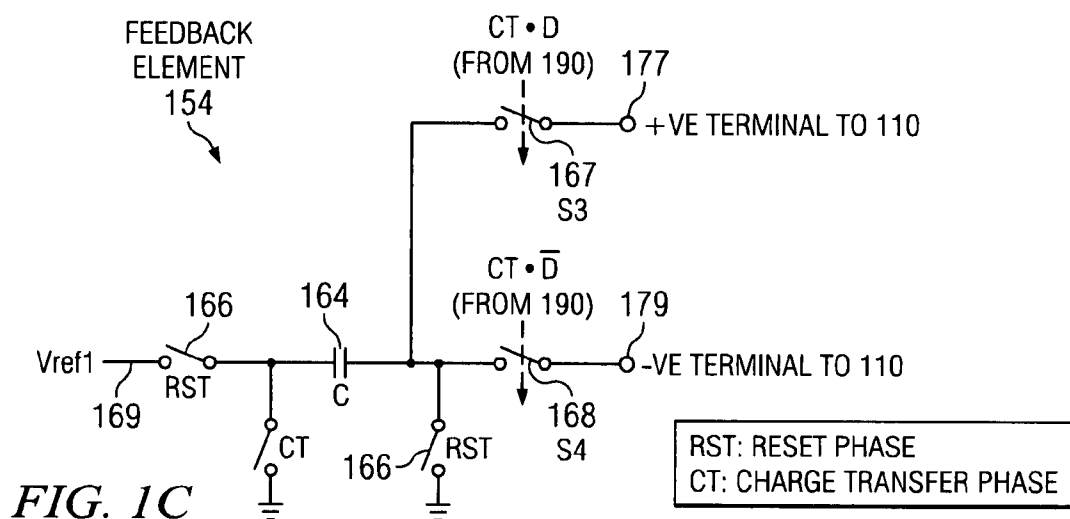 FEEDBACK
ELEMENT
154
CT • D
(FROM 190)
177
+VE TERMINAL TO 110
167
S3
CT • D̅
(FROM 190)
179
-VE TERMINAL TO 110
168
S4
164
C
166
Vref1
RST
169
CT
166
RST
RST: RESET PHASE
CT: CHARGE TRANSFER PHASE
FIG. 1C